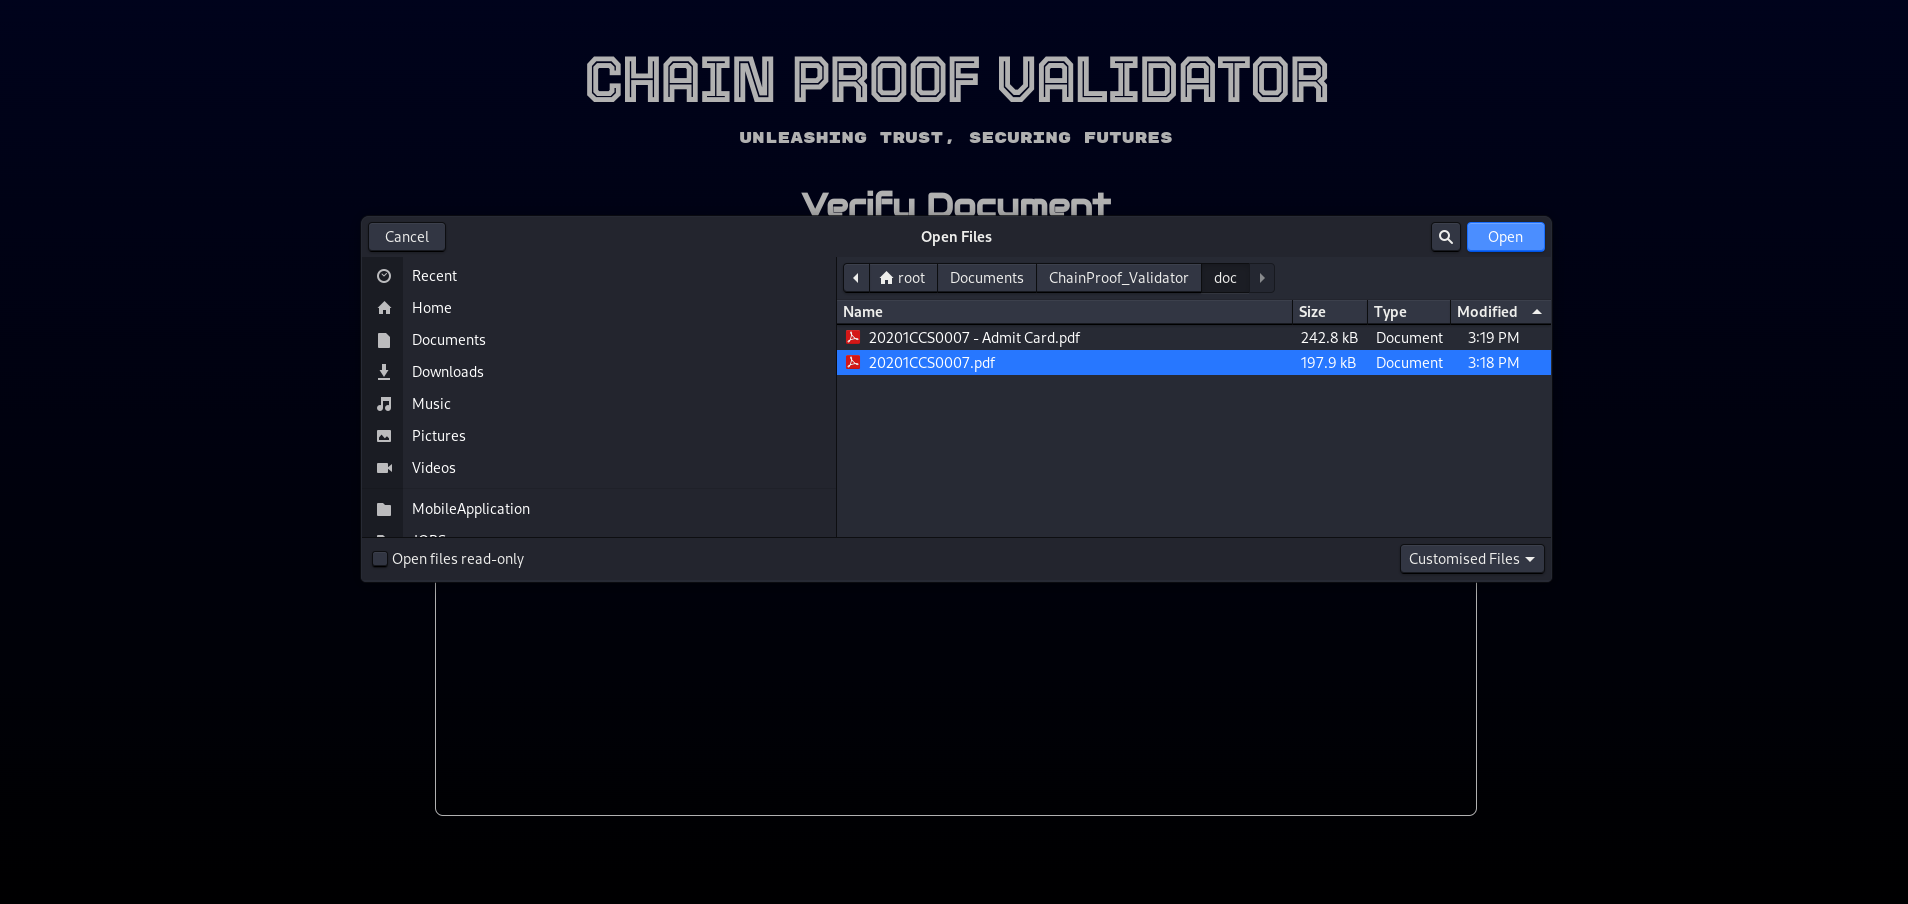 CHAIN PROOF VALIDATOR
UNLEASHING TRUST, SECURING FUTURES
Verify Document
Cancel
Open Files
Open
Recent
Home
Documents
Downloads
Music
Pictures
Videos
MobileApplication
root Documents ChainProof_Validator doc
Name Size Type Modified
20201CCS0007 - Admit Card.pdf 242.8 kB Document 3:19 PM
20201CCS0007.pdf 197.9 kB Document 3:18 PM
Open files read-only
Customised Files